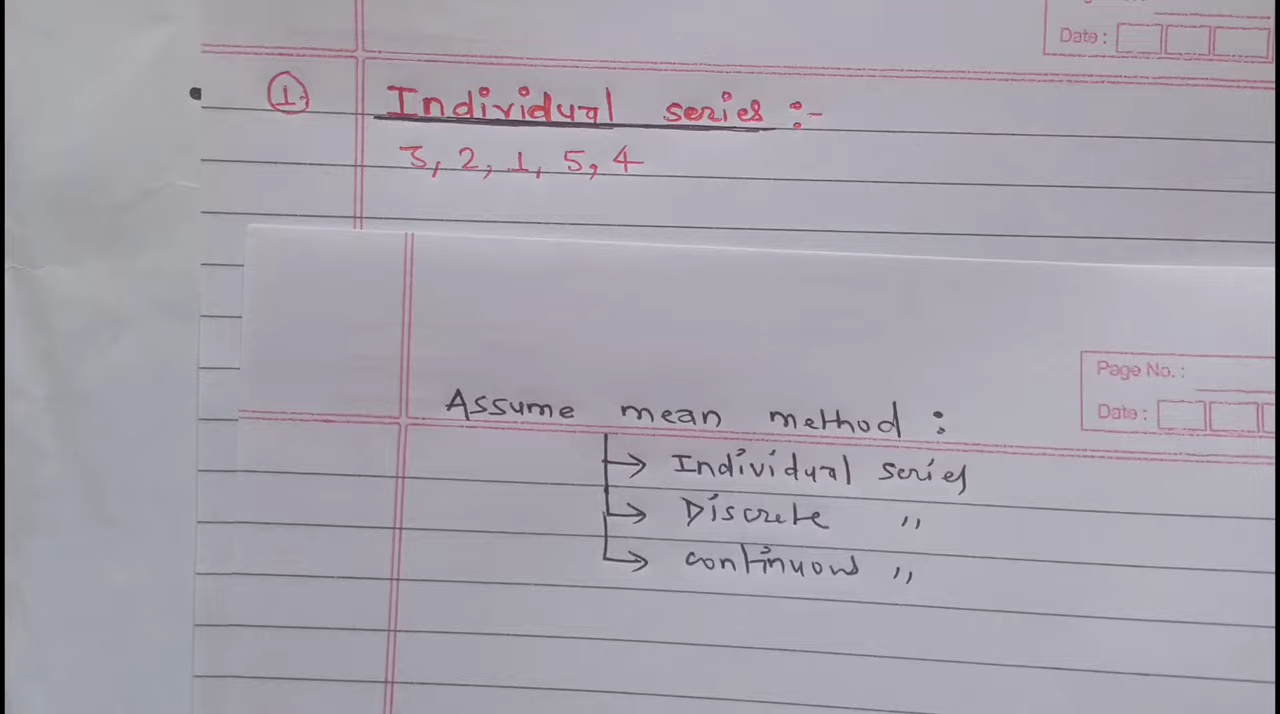 Date :
① Individual series :-
3, 2, 1, 5, 4
Page No. :
Assume mean method :
Date :
→ Individual series
→ Discrete "
→ continuous "